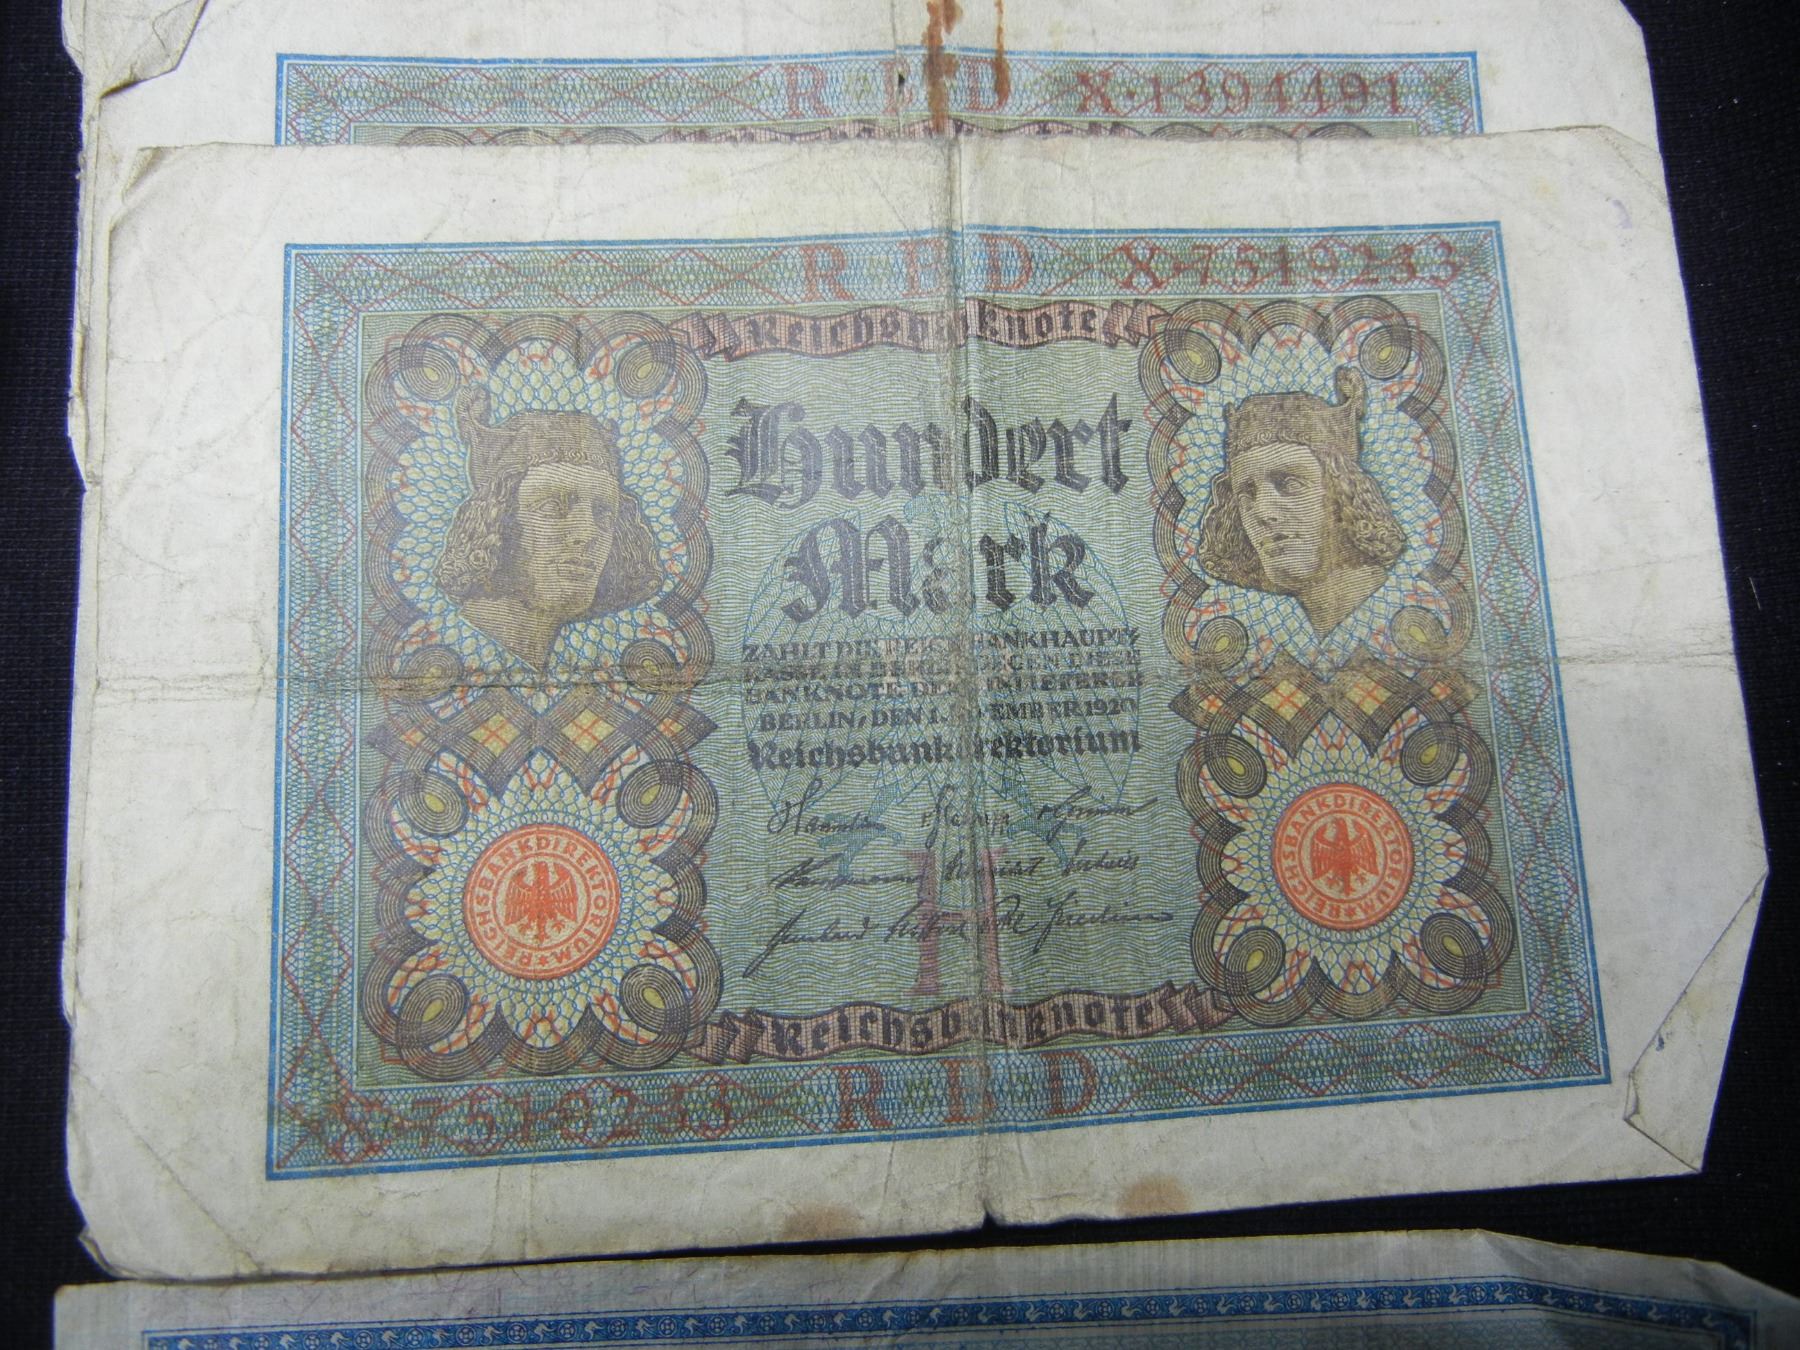 R E D X·1394491
R E D X·7519233
Reichsbanknote
Hundert
Mark
ZAHLT DIE REICHSBANKHAUPT⸗
KASSE IN BERLIN GEGEN DIESE
BANKNOTE DEM EINLIEFERER
BERLIN, DEN 1. NOVEMBER 1920
Reichsbankdirektorium
REICHSBANKDIREKTORIUM
REICHSBANKDIREKTORIUM
H
Reichsbanknote
X·7519233 R E D